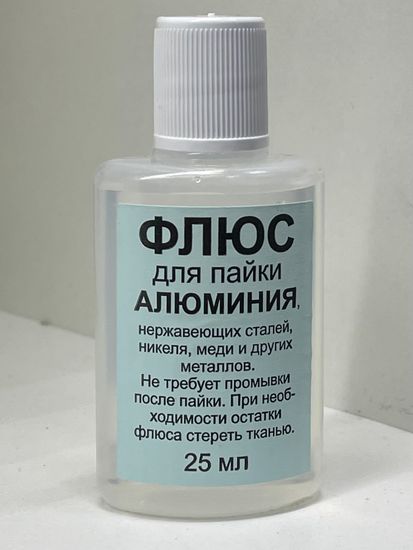 ФЛЮС
для пайки
АЛЮМИНИЯ,
нержавеющих сталей,
никеля, меди и других
металлов.
Не требует промывки
после пайки. При необ-
ходимости остатки
флюса стереть тканью.
25 мл